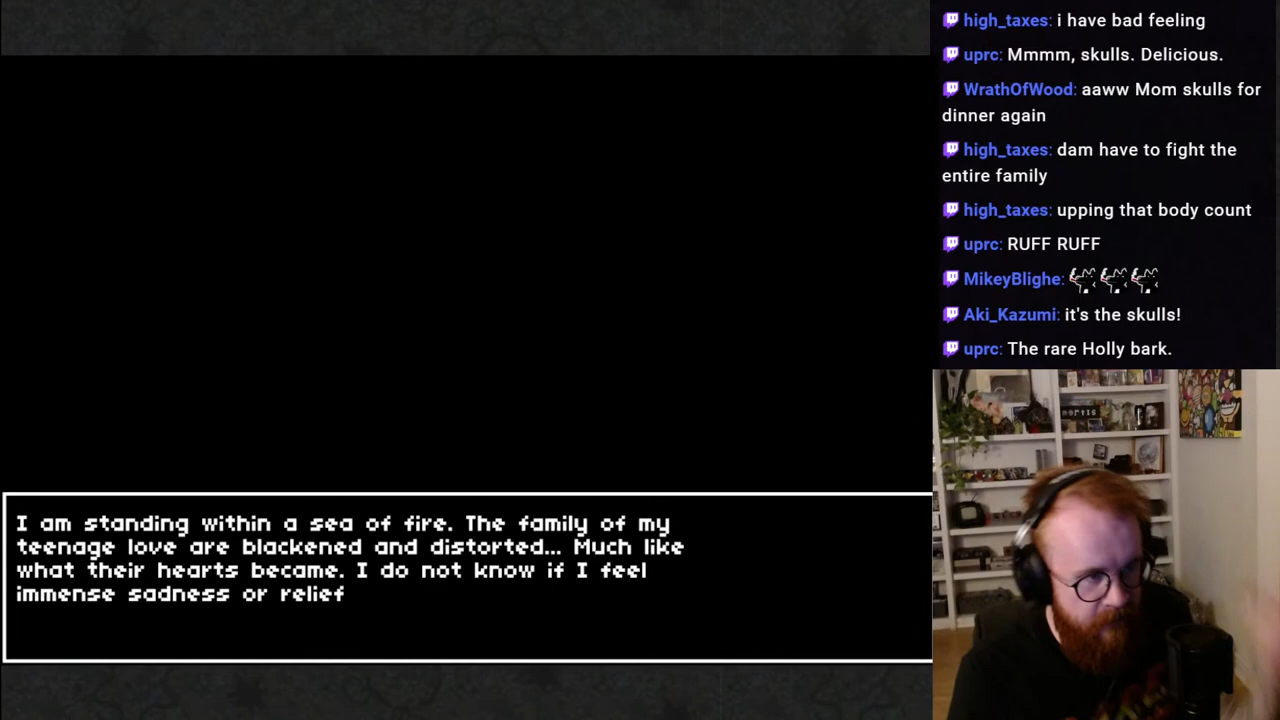 high_taxes: i have bad feeling
uprc: Mmmm, skulls. Delicious.
WrathOfWood: aaww Mom skulls for
dinner again
high_taxes: dam have to fight the
entire family
high_taxes: upping that body count
uprc: RUFF RUFF
MikeyBlighe:
Aki_Kazumi: it's the skulls!
uprc: The rare Holly bark.
I am standing within a sea of fire. The family of my
teenage love are blackened and distorted... Much like
what their hearts became. I do not know if I feel
immense sadness or relief